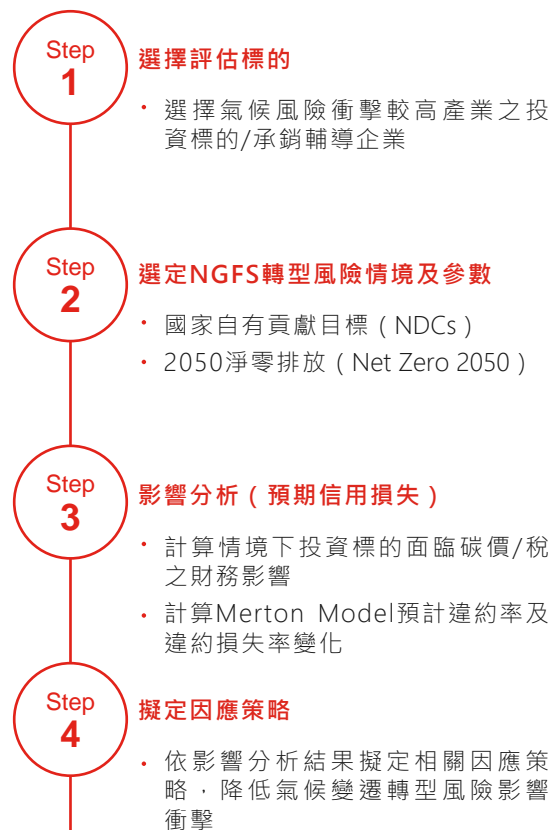 Step
1
選擇評估標的
• 選擇氣候風險衝擊較高產業之投
資標的/承銷輔導企業
Step
2
選定NGFS轉型風險情境及參數
• 國家自有貢獻目標（NDCs）
• 2050淨零排放（Net Zero 2050）
Step
3
影響分析（預期信用損失）
• 計算情境下投資標的面臨碳價/稅
之財務影響
• 計算Merton Model預計違約率及
違約損失率變化
Step
4
擬定因應策略
• 依影響分析結果擬定相關因應策
略，降低氣候變遷轉型風險影響
衝擊